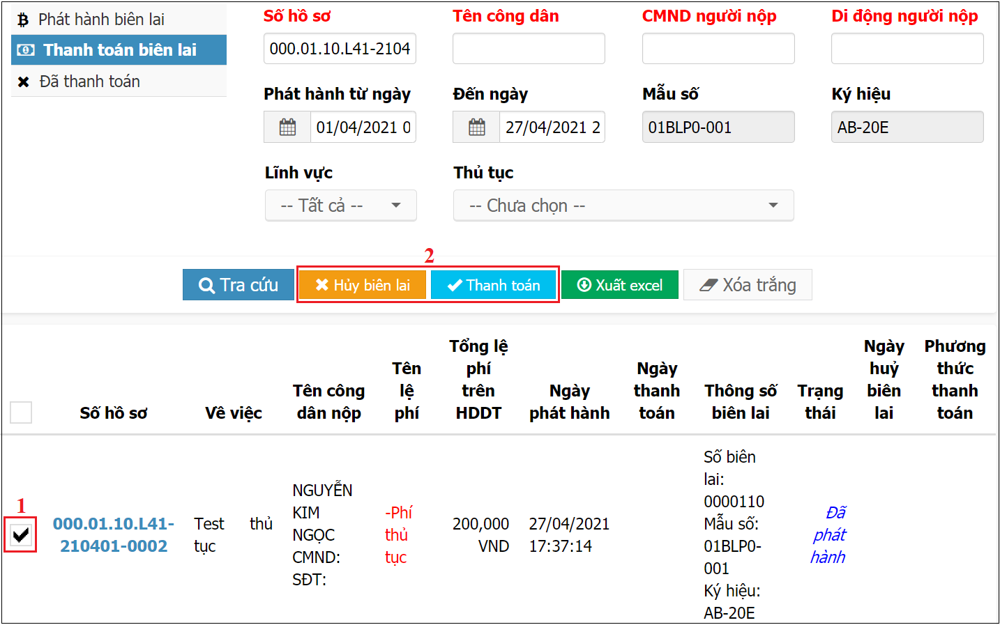 Phát hành biên lai
Thanh toán biên lai
Đã thanh toán
Số hồ sơ
Tên công dân
CMND người nộp
Di động người nộp
000.01.10.L41-2104
Phát hành từ ngày
Đến ngày
Mẫu số
Ký hiệu
01/04/2021 0
27/04/2021 2
01BLP0-001
AB-20E
Lĩnh vực
Thủ tục
-- Tất cả --
-- Chưa chọn --
2
Tra cứu
Hủy biên lai
Thanh toán
Xuất excel
Xóa trắng
Số hồ sơ
Về việc
Tên công
dân nộp
Tên
lệ
phí
Tổng lệ
phí
trên
HDDT
Ngày
phát hành
Ngày
thanh
toán
Thông số
biên lai
Trạng
thái
Ngày
huỷ
biên
lai
Phương
thức
thanh
toán
1
000.01.10.L41-
210401-0002
Test thủ
tục
NGUYỄN
KIM
NGỌC
CMND:
SĐT:
-Phí
thủ
tục
200,000
VND
27/04/2021
17:37:14
Số biên
lai:
0000110
Mẫu số:
01BLP0-
001
Ký hiệu:
AB-20E
Đã
phát
hành